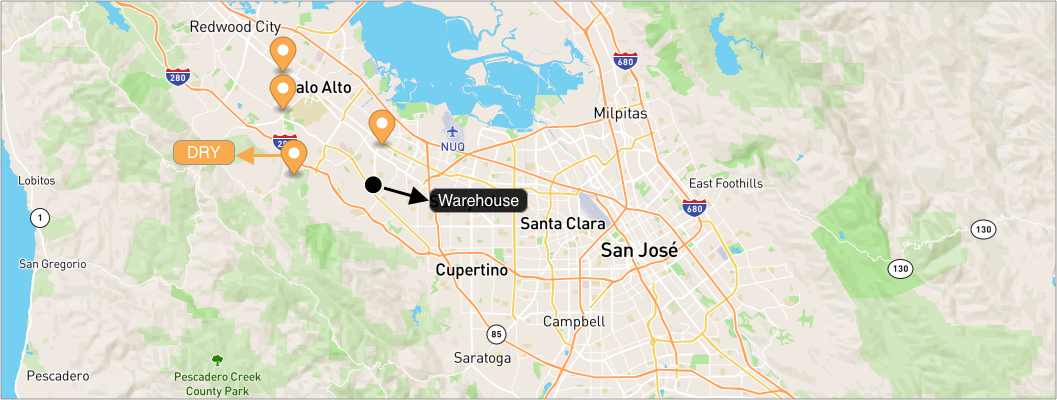 Redwood City
680
280
alo Alto
Milpitas
NUQ
DRY
Lobitos
East Foothills
Warehouse
680
1
Santa Clara
130
San José
San Gregorio
Cupertino
130
Campbell
85
Saratoga
Pescadero
Pescadero Creek
County Park